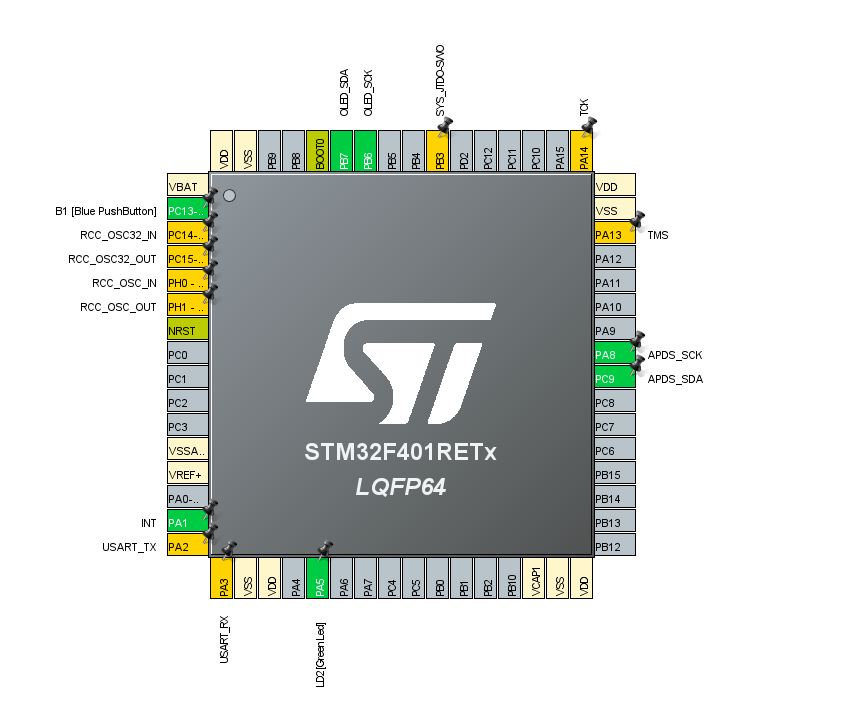 OLED_SDA
OLED_SCK
SYS_JTDO-SWO
TCK
VDD
VSS
PB9
PB8
BOOT0
PB7
PB6
PB5
PB4
PB3
PD2
PC12
PC11
PC10
PA15
PA14
VBAT
B1 [Blue PushButton] PC13-..
RCC_OSC32_IN PC14-..
RCC_OSC32_OUT PC15-..
RCC_OSC_IN PH0 - ..
RCC_OSC_OUT PH1 - ..
NRST
PC0
PC1
PC2
PC3
VSSA..
VREF+
PA0-..
INT PA1
USART_TX PA2
ST
STM32F401RETx
LQFP64
VDD
VSS
PA13 TMS
PA12
PA11
PA10
PA9
PA8 APDS_SCK
PC9 APDS_SDA
PC8
PC7
PC6
PB15
PB14
PB13
PB12
PA3
VSS
VDD
PA4
PA5
PA6
PA7
PC4
PC5
PB0
PB1
PB2
PB10
VCAP1
VSS
VDD
USART_RX
LD2 [Green Led]